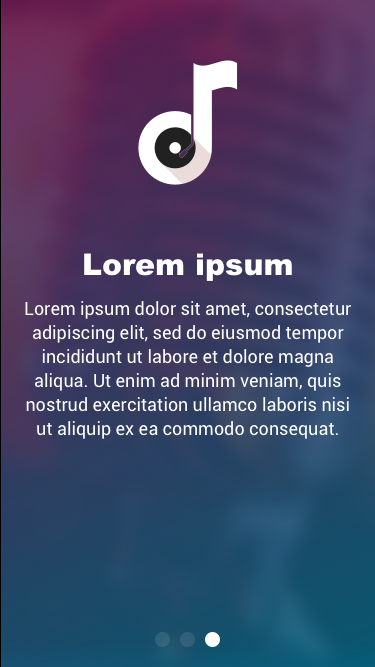 Lorem ipsum
Lorem ipsum dolor sit amet, consectetur
adipiscing elit, sed do eiusmod tempor
incididunt ut labore et dolore magna
aliqua. Ut enim ad minim veniam, quis
nostrud exercitation ullamco laboris nisi
ut aliquip ex ea commodo consequat.